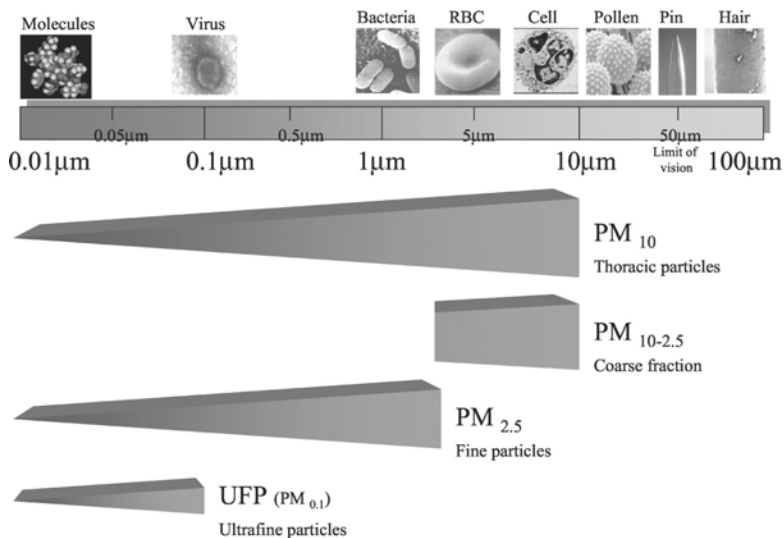 Molecules Virus Bacteria RBC Cell Pollen Pin Hair
0.05μm 0.5μm 5μm 50μm
0.01μm 0.1μm 1μm 10μm Limit of vision 100μm
PM 10
Thoracic particles
PM 10-2.5
Coarse fraction
PM 2.5
Fine particles
UFP (PM 0.1)
Ultrafine particles